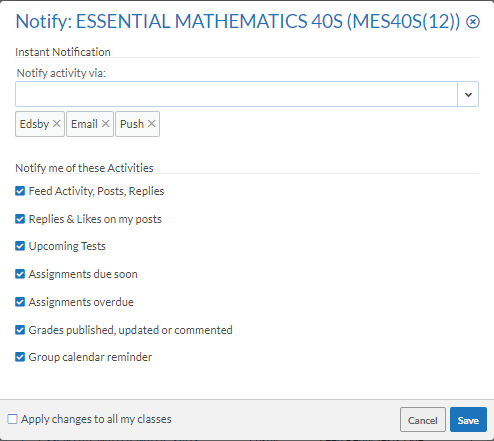 Notify: ESSENTIAL MATHEMATICS 40S (MES40S(12))
Instant Notification
Notify activity via:
Edsby Email Push
Notify me of these Activities
Feed Activity, Posts, Replies
Replies & Likes on my posts
Upcoming Tests
Assignments due soon
Assignments overdue
Grades published, updated or commented
Group calendar reminder
Apply changes to all my classes Cancel Save